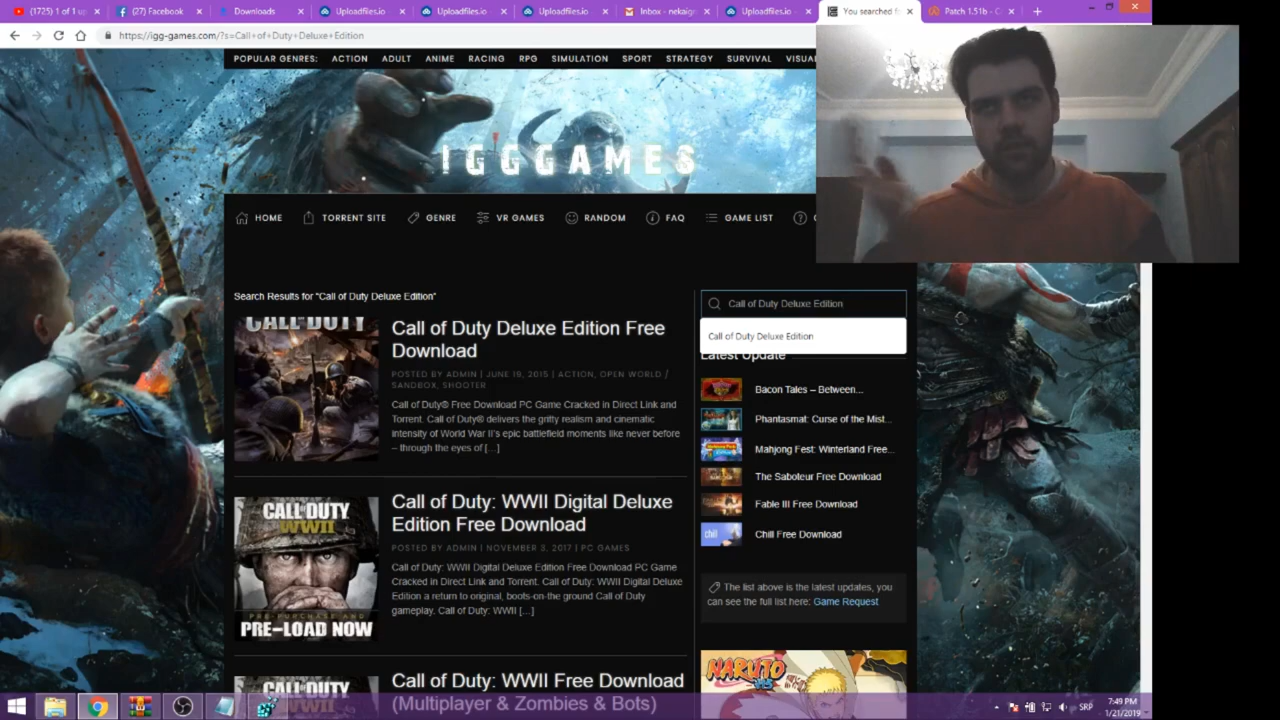 (1725) 1 of 1 u
(27) Facebook
Downloads
Uploadfiles.io
Uploadfiles.io
Uploadfiles.io
Inbox - nekaign
Uploadfiles.io
You searched f
Patch 1.51b - C
https://igg-games.com/?s=Call+of+Duty+Deluxe+Edition
POPULAR GENRES: ACTION ADULT ANIME RACING RPG SIMULATION SPORT STRATEGY SURVIVAL VISUA
IGGGAMES
HOME TORRENT SITE GENRE VR GAMES RANDOM FAQ GAME LIST
Search Results for "Call of Duty Deluxe Edition"
CALL OF DUTY
Call of Duty Deluxe Edition Free
Download
POSTED BY ADMIN | JUNE 19, 2015 | ACTION, OPEN WORLD /
SANDBOX, SHOOTER
Call of Duty® Free Download PC Game Cracked in Direct Link and
Torrent. Call of Duty® delivers the gritty realism and cinematic
intensity of World War II's epic battlefield moments like never before
– through the eyes of [...]
CALL OF DUTY
WWII
PRE-PURCHASE AND
PRE-LOAD NOW
Call of Duty: WWII Digital Deluxe
Edition Free Download
POSTED BY ADMIN | NOVEMBER 3, 2017 | PC GAMES
Call of Duty: WWII Digital Deluxe Edition Free Download PC Game
Cracked in Direct Link and Torrent. Call of Duty: WWII Digital Deluxe
Edition a return to original, boots-on-the ground Call of Duty
gameplay. Call of Duty: WWII [...]
CALL OF DUTY
Call of Duty: WWII Free Download
(Multiplayer & Zombies & Bots)
Call of Duty Deluxe Edition
Call of Duty Deluxe Edition
Latest Update
Bacon Tales – Between...
Phantasmat: Curse of the Mist...
Mahjong Fest: Winterland Free...
The Saboteur Free Download
Fable III Free Download
chill
Chill Free Download
The list above is the latest updates, you
can see the full list here: Game Request
NARUTO
SRP
7:49 PM
1/21/2019